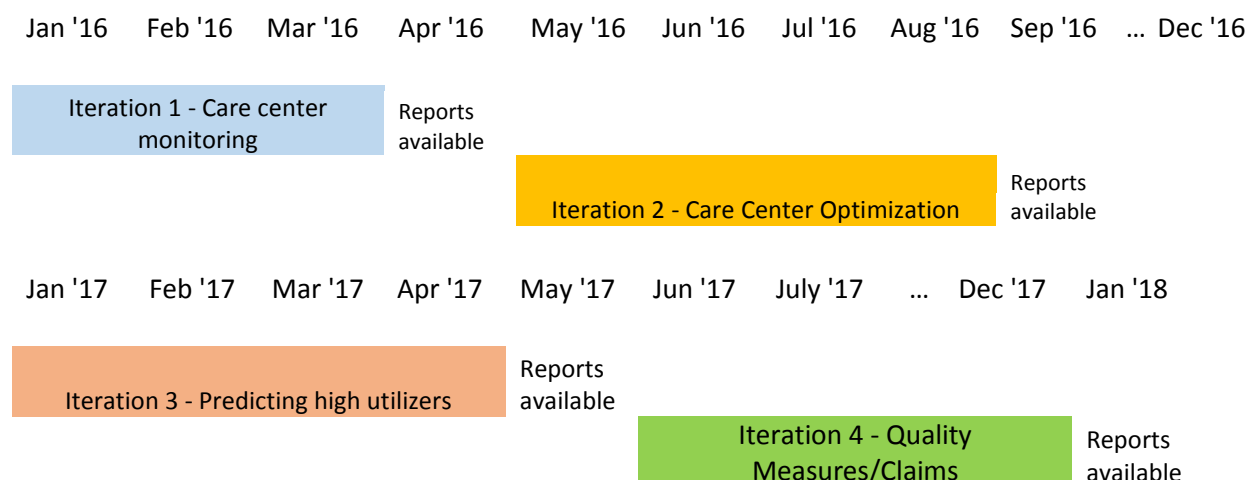 Jan '16 Feb '16 Mar '16 Apr '16 May '16 Jun '16 Jul '16 Aug '16 Sep '16 … Dec '16
Iteration 1 - Care center
monitoring
Reports
available
Iteration 2 - Care Center Optimization
Reports
available
Jan '17 Feb '17 Mar '17 Apr '17 May '17 Jun '17 July '17 … Dec '17 Jan '18
Iteration 3 - Predicting high utilizers
Reports
available
Iteration 4 - Quality
Measures/Claims
Reports
available